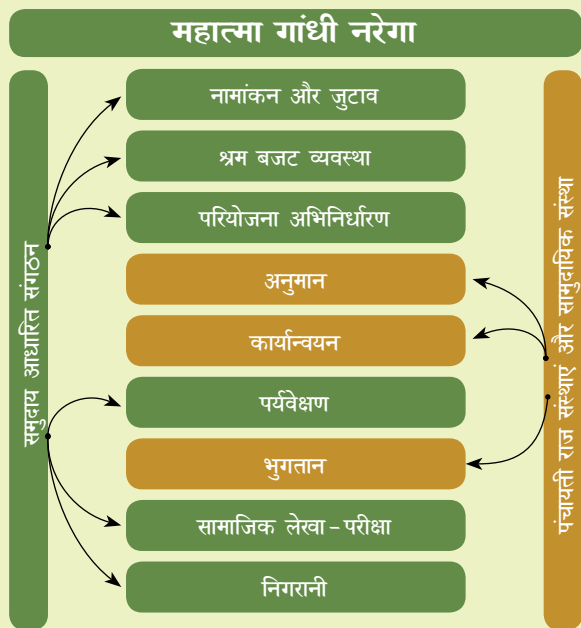 महात्मा गांधी नरेगा
समुदाय आधारित संगठन
नामांकन और जुटाव
श्रम बजट व्यवस्था
परियोजना अभिनिर्धारण
अनुमान
कार्यान्वयन
पर्यवेक्षण
भुगतान
सामाजिक लेखा-परीक्षा
निगरानी
पंचायती राज संस्थाएं और सामुदायिक संस्था